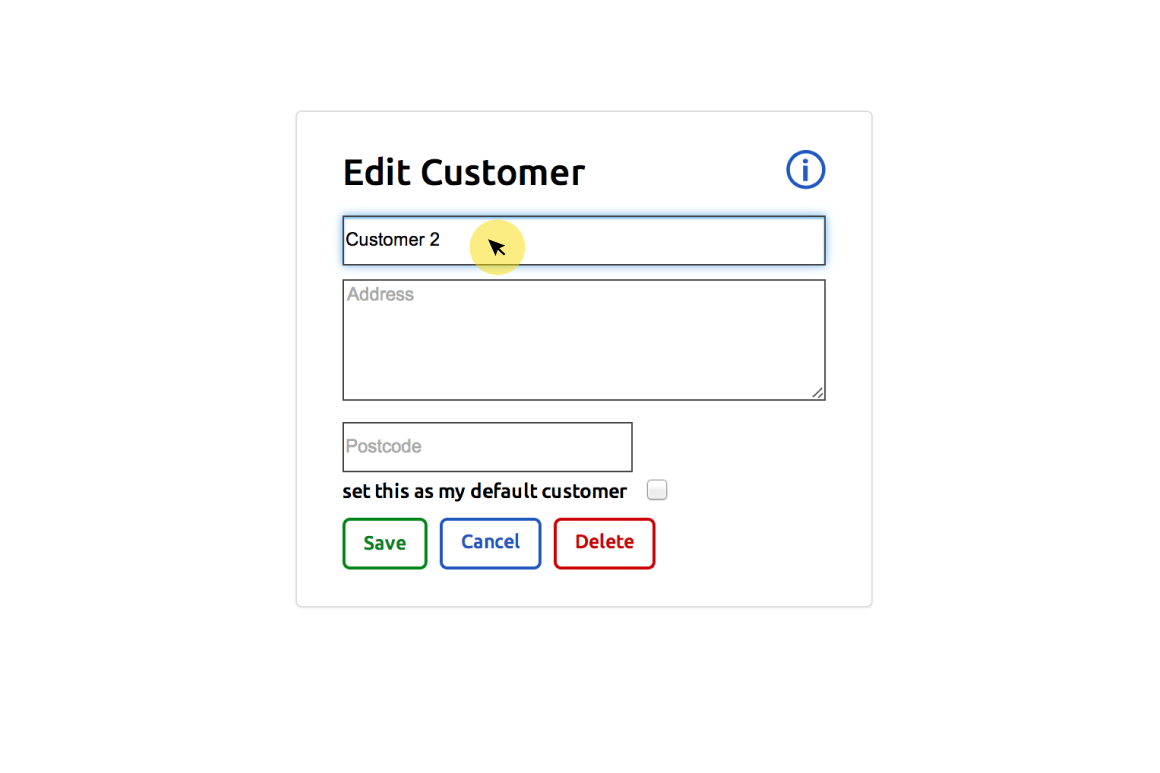 Edit Customer
i
Customer 2
Address
Postcode
set this as my default customer
Save Cancel Delete